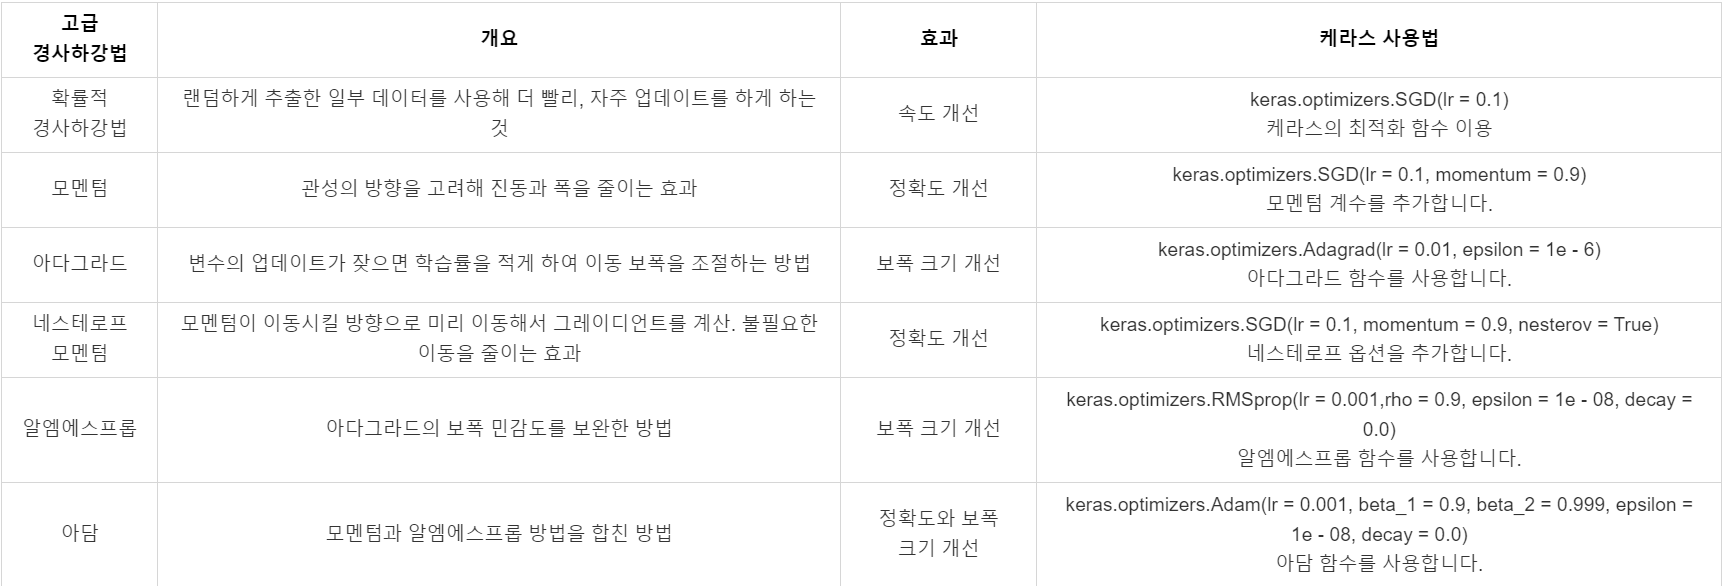 고급
경사하강법
개요
효과
케라스 사용법
확률적
경사하강법
랜덤하게 추출한 일부 데이터를 사용해 더 빨리, 자주 업데이트를 하게 하는
것
속도 개선
keras.optimizers.SGD(lr = 0.1)
케라스의 최적화 함수 이용
모멘텀
관성의 방향을 고려해 진동과 폭을 줄이는 효과
정확도 개선
keras.optimizers.SGD(lr = 0.1, momentum = 0.9)
모멘텀 계수를 추가합니다.
아다그라드
변수의 업데이트가 잦으면 학습률을 적게 하여 이동 보폭을 조절하는 방법
보폭 크기 개선
keras.optimizers.Adagrad(lr = 0.01, epsilon = 1e - 6)
아다그라드 함수를 사용합니다.
네스테로프
모멘텀
모멘텀이 이동시킬 방향으로 미리 이동해서 그레이디언트를 계산. 불필요한
이동을 줄이는 효과
정확도 개선
keras.optimizers.SGD(lr = 0.1, momentum = 0.9, nesterov = True)
네스테로프 옵션을 추가합니다.
알엠에스프롭
아다그라드의 보폭 민감도를 보완한 방법
보폭 크기 개선
keras.optimizers.RMSprop(lr = 0.001,rho = 0.9, epsilon = 1e - 08, decay =
0.0)
알엠에스프롭 함수를 사용합니다.
아담
모멘텀과 알엠에스프롭 방법을 합친 방법
정확도와 보폭
크기 개선
keras.optimizers.Adam(lr = 0.001, beta_1 = 0.9, beta_2 = 0.999, epsilon =
1e - 08, decay = 0.0)
아담 함수를 사용합니다.